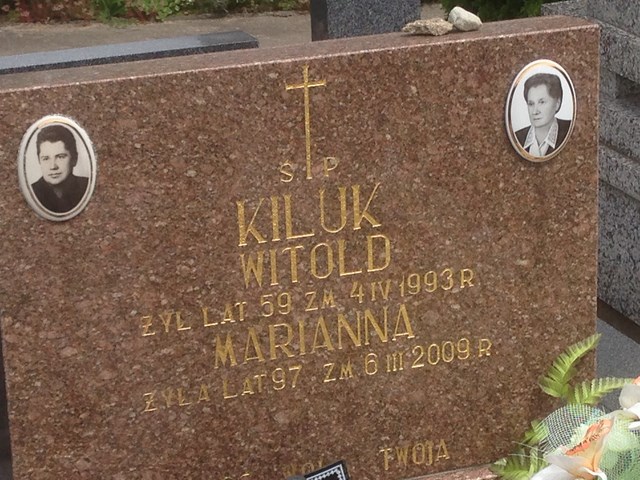 Ś P
KILUK
WITOLD
ŻYŁ LAT 59 ZM. 4 IV 1993 R
MARIANNA
ŻYŁA LAT 97 ZM 6 III 2009 R
TWOJA